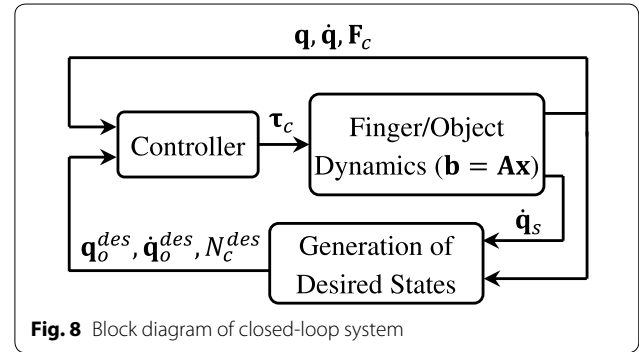 𝐪, 𝐪̇, 𝐅_c
Controller
𝛕_c
Finger/Object
Dynamics (𝐛 = 𝐀𝐱)
𝐪̇_s
𝐪_o^{des}, 𝐪̇_o^{des}, N_c^{des}
Generation of
Desired States
Fig. 8 Block diagram of closed-loop system